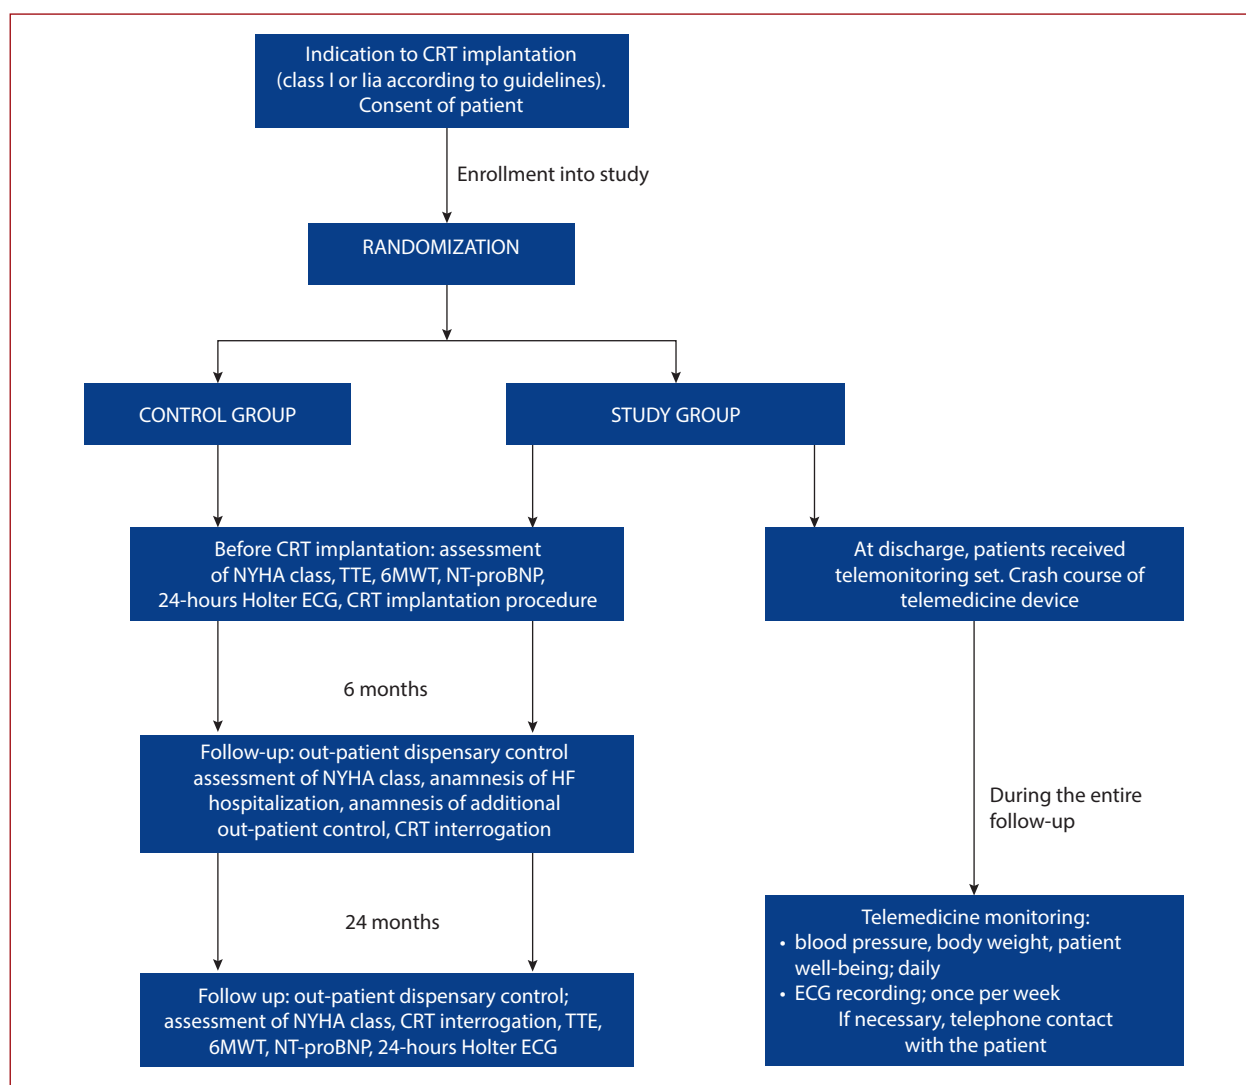 Indication to CRT implantation
(class I or Iia according to guidelines).
Consent of patient
Enrollment into study
RANDOMIZATION
CONTROL GROUP
STUDY GROUP
Before CRT implantation: assessment
of NYHA class, TTE, 6MWT, NT-proBNP,
24-hours Holter ECG, CRT implantation procedure
At discharge, patients received
telemonitoring set. Crash course of
telemedicine device
6 months
Follow-up: out-patient dispensary control
assessment of NYHA class, anamnesis of HF
hospitalization, anamnesis of additional
out-patient control, CRT interrogation
During the entire
follow-up
24 months
Follow up: out-patient dispensary control;
assessment of NYHA class, CRT interrogation, TTE,
6MWT, NT-proBNP, 24-hours Holter ECG
Telemedicine monitoring:
• blood pressure, body weight, patient
well-being; daily
• ECG recording; once per week
If necessary, telephone contact
with the patient